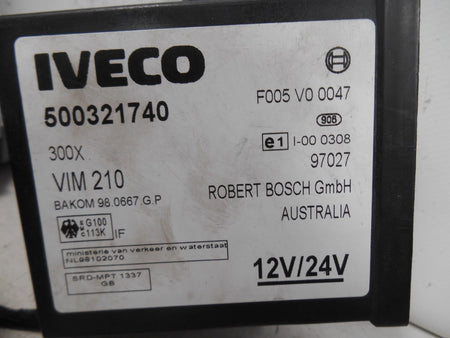 IVECO
500321740
F005 V0 0047
908
e1 I-00 0308
300X
97027
VIM 210
ROBERT BOSCH GmbH
BAKOM 98.0667.G.P
AUSTRALIA
G100
113K IF
ministerie van verkeer en waterstaat
NL98102070
12V/24V
SRD-MPT 1337
GB